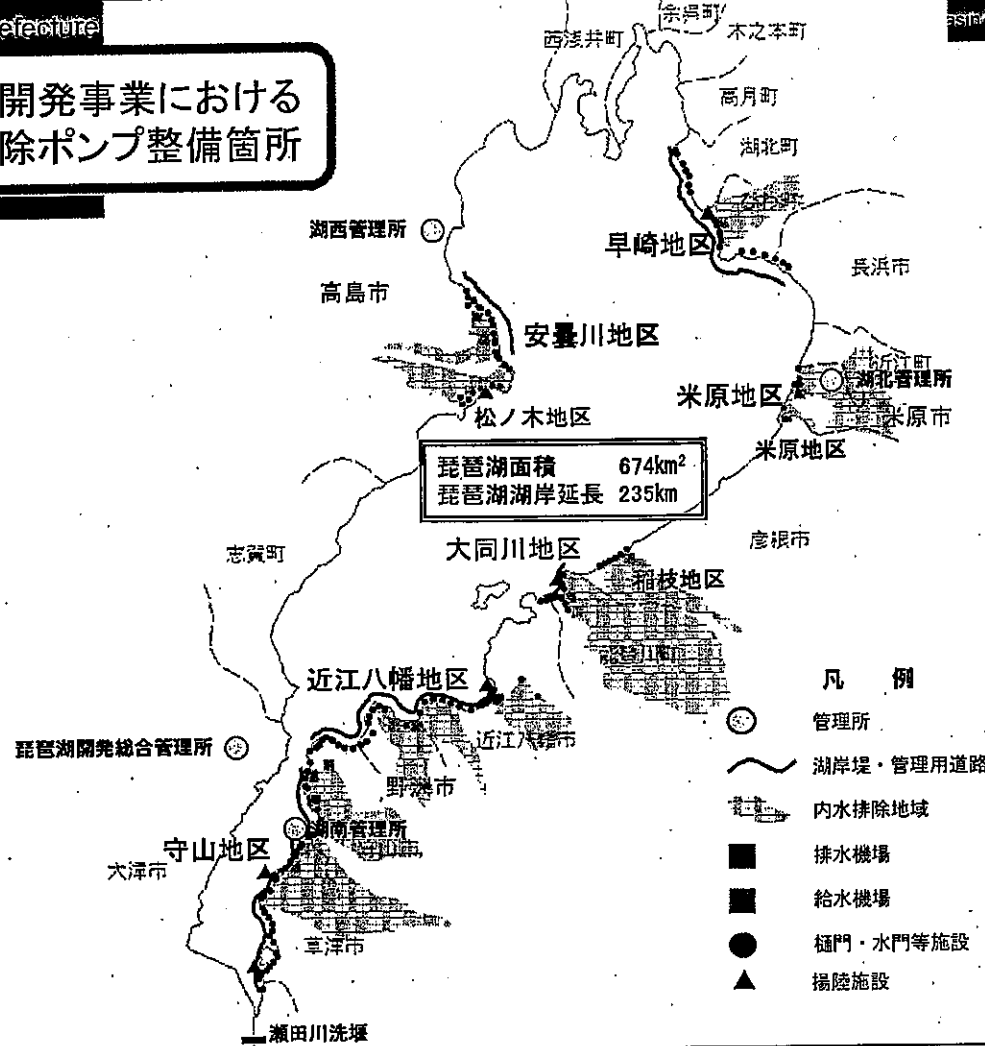 efecture
開発事業における
除ポンプ整備箇所
余呉町
西浅井町
木之本町
高月町
湖北町
湖西管理所
早崎地区
長浜市
高島市
安曇川地区
近江町
湖北管理所
米原地区
米原市
松ノ木地区
米原地区
琵琶湖面積 674km²
琵琶湖湖岸延長 235km
彦根市
大同川地区
志賀町
稲枝地区
近江八幡地区
凡 例
管理所
近江八幡市
琵琶湖開発総合管理所
湖岸堤・管理用道路
野洲市
内水排除地域
湖南管理所
守山地区
排水機場
大津市
給水機場
草津市
樋門・水門等施設
揚陸施設
瀬田川洗堰